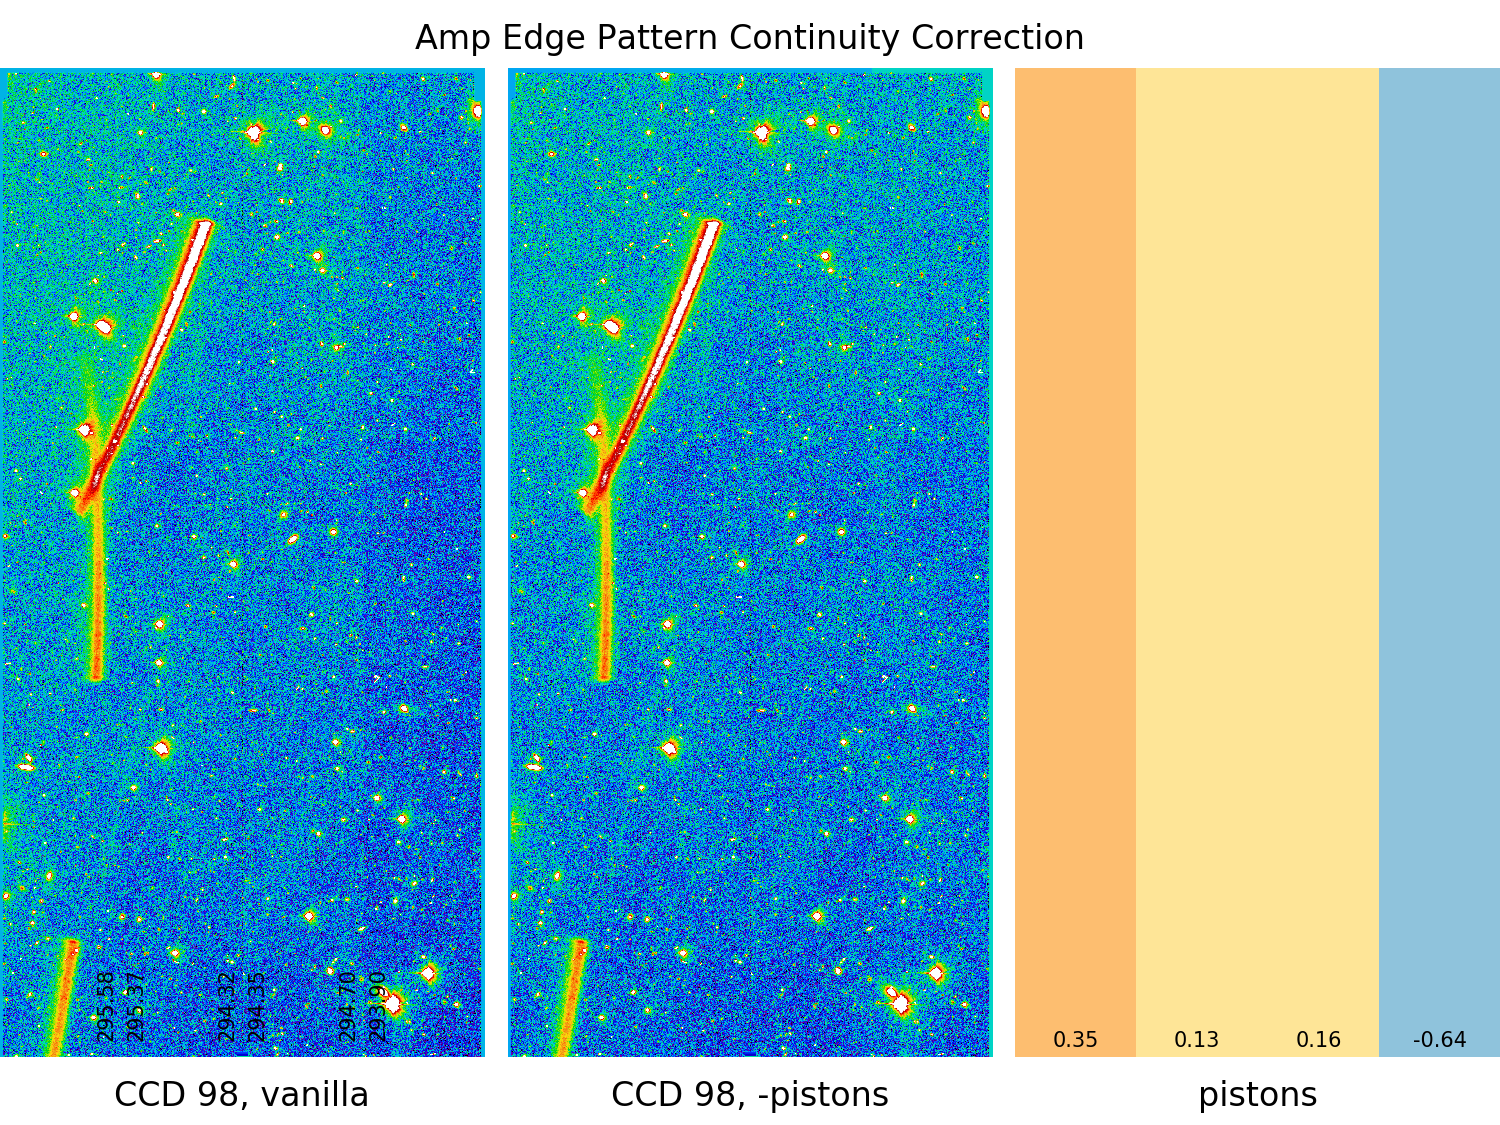 Amp Edge Pattern Continuity Correction
295.58
295.37
294.32
294.35
294.70
293.90
0.35
0.13
0.16
-0.64
CCD 98, vanilla
CCD 98, -pistons
pistons